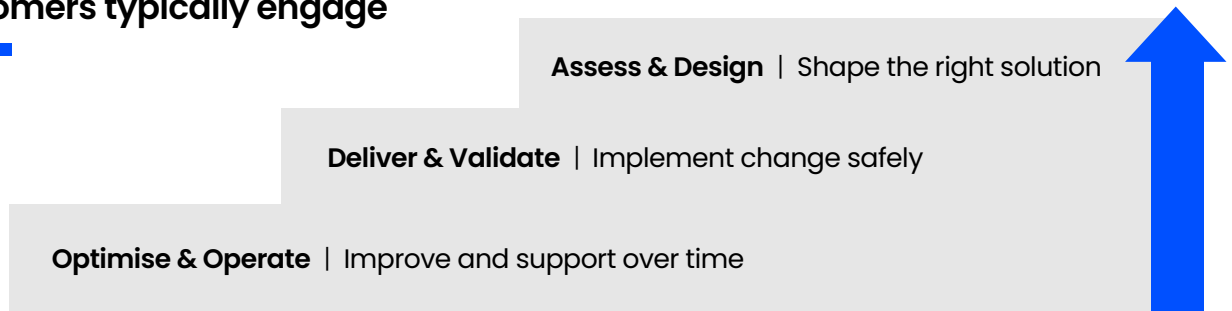 typically engage
Assess & Design | Shape the right solution
Deliver & Validate | Implement change safely
Optimise & Operate | Improve and support over time